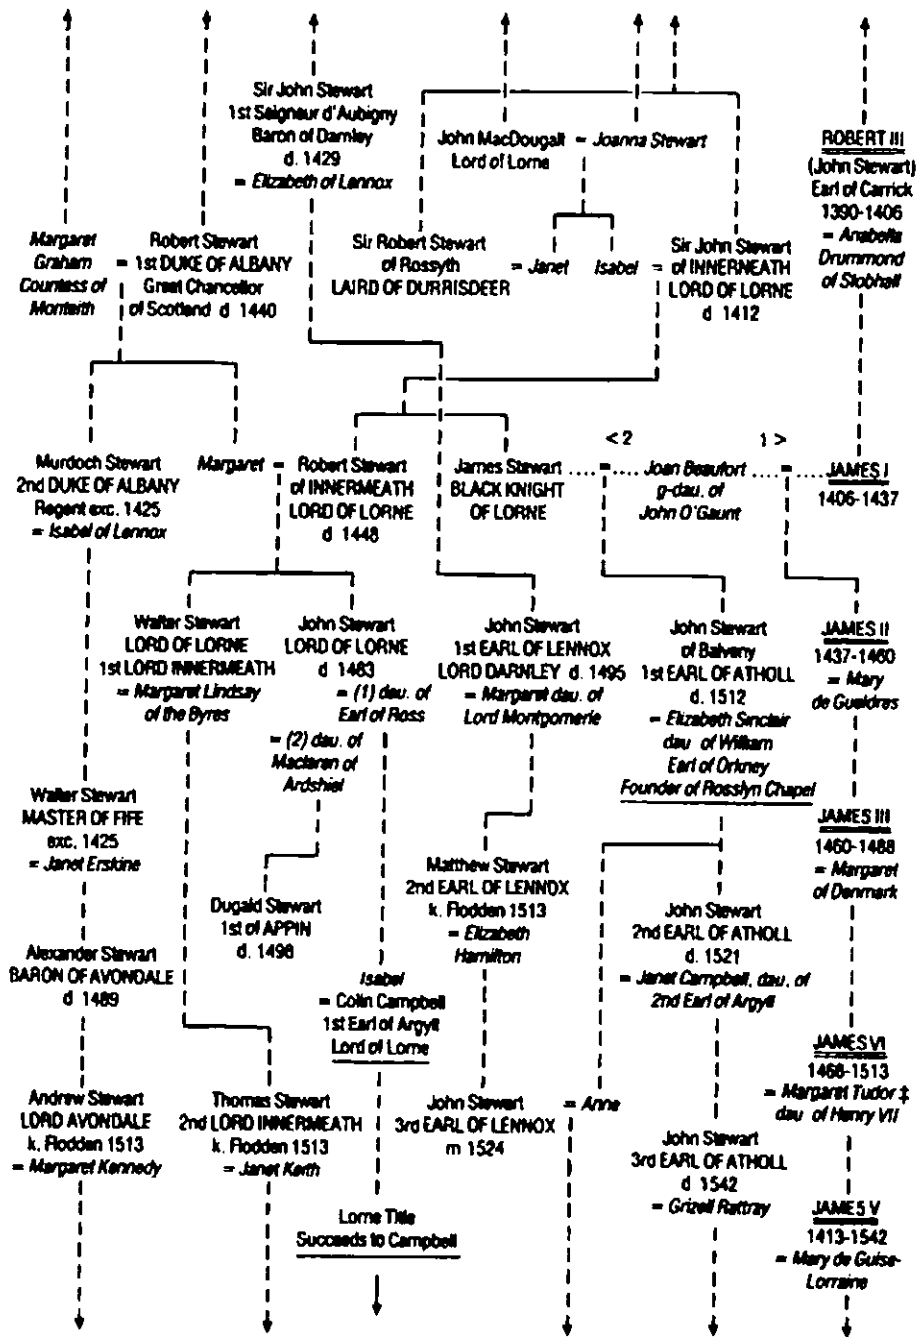 Sir John Stewart
1st Seigneur d'Aubigny
Baron of Darnley
d. 1429
= Elizabeth of Lennox
John MacDougall
Lord of Lorne
= Joanna Stewart
ROBERT III
(John Stewart)
Earl of Carrick
1390-1406
= Anabella
Drummond
of Stobhall
Margaret
Graham
Countess of
Monteith
=
Robert Stewart
1st DUKE OF ALBANY
Great Chancellor
of Scotland d 1440
Sir Robert Stewart
of Rossyth
LAIRD OF DURRISDEER
= Janet
Isabel =
Sir John Stewart
of INNERNEATH
LORD OF LORNE
d 1412
Murdoch Stewart
2nd DUKE OF ALBANY
Regent exc. 1425
= Isabel of Lennox
Margaret =
Robert Stewart
of INNERMEATH
LORD OF LORNE
d 1448
James Stewart
BLACK KNIGHT
OF LORNE
< 2
..... = .....
Joan Beaufort
g-dau. of
John O'Gaunt
1 >
..... = .....
JAMES I
1406-1437
Walter Stewart
LORD OF LORNE
1st LORD INNERMEATH
= Margaret Lindsay
of the Byres
John Stewart
LORD OF LORNE
d 1463
= (1) dau. of
Earl of Ross
= (2) dau. of
Maclaren of
Ardshiel
John Stewart
1st EARL OF LENNOX
LORD DARNLEY d. 1495
= Margaret dau. of
Lord Montgomerie
John Stewart
of Balveny
1st EARL OF ATHOLL
d. 1512
= Elizabeth Sinclair
dau of William
Earl of Orkney
Founder of Rosslyn Chapel
JAMES II
1437-1460
= Mary
de Gueldres
Walter Stewart
MASTER OF FIFE
exc. 1425
= Janet Erskine
JAMES III
1460-1488
= Margaret
of Denmark
Dugald Stewart
1st of APPIN
d. 1498
Matthew Stewart
2nd EARL OF LENNOX
k. Flodden 1513
= Elizabeth
Hamilton
John Stewart
2nd EARL OF ATHOLL
d. 1521
= Janet Campbell, dau. of
2nd Earl of Argyll
Alexander Stewart
BARON OF AVONDALE
d 1489
Isabel
= Colin Campbell
1st Earl of Argyll
Lord of Lorne
JAMES VI
1468-1513
= Margaret Tudor ‡
dau of Henry VII
Andrew Stewart
LORD AVONDALE
k. Flodden 1513
= Margaret Kennedy
Thomas Stewart
2nd LORD INNERMEATH
k. Flodden 1513
= Janet Keith
John Stewart
3rd EARL OF LENNOX
m 1524
= Anne
John Stewart
3rd EARL OF ATHOLL
d 1542
= Grizell Rattray
Lorne Title
Succeeds to Campbell
JAMES V
1413-1542
= Mary de Guise-
Lorraine